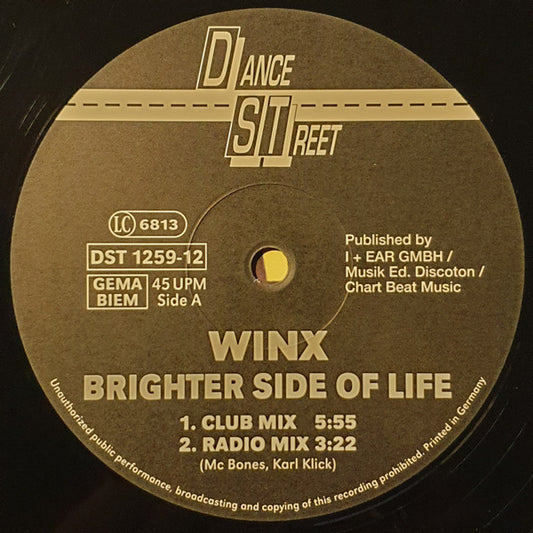 DANCE
STREET
LC 6813
DST 1259-12
GEMA
BIEM
45 UPM
Side A
Published by
I + EAR GMBH /
Musik Ed. Discoton /
Chart Beat Music
WINX
BRIGHTER SIDE OF LIFE
1. CLUB MIX 5:55
2. RADIO MIX 3:22
(Mc Bones, Karl Klick)
Unauthorized public performance, broadcasting and copying of this recording prohibited. Printed in Germany